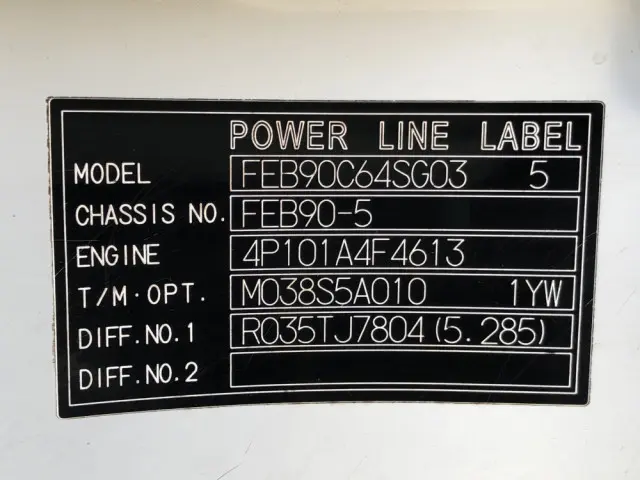 POWER LINE LABEL
MODEL FEB90C64SG03 5
CHASSIS NO. FEB90-5
ENGINE 4P101A4F4613
T/M·OPT. M038S5A010 1YW
DIFF.NO.1 R035TJ7804(5.285)
DIFF.NO.2